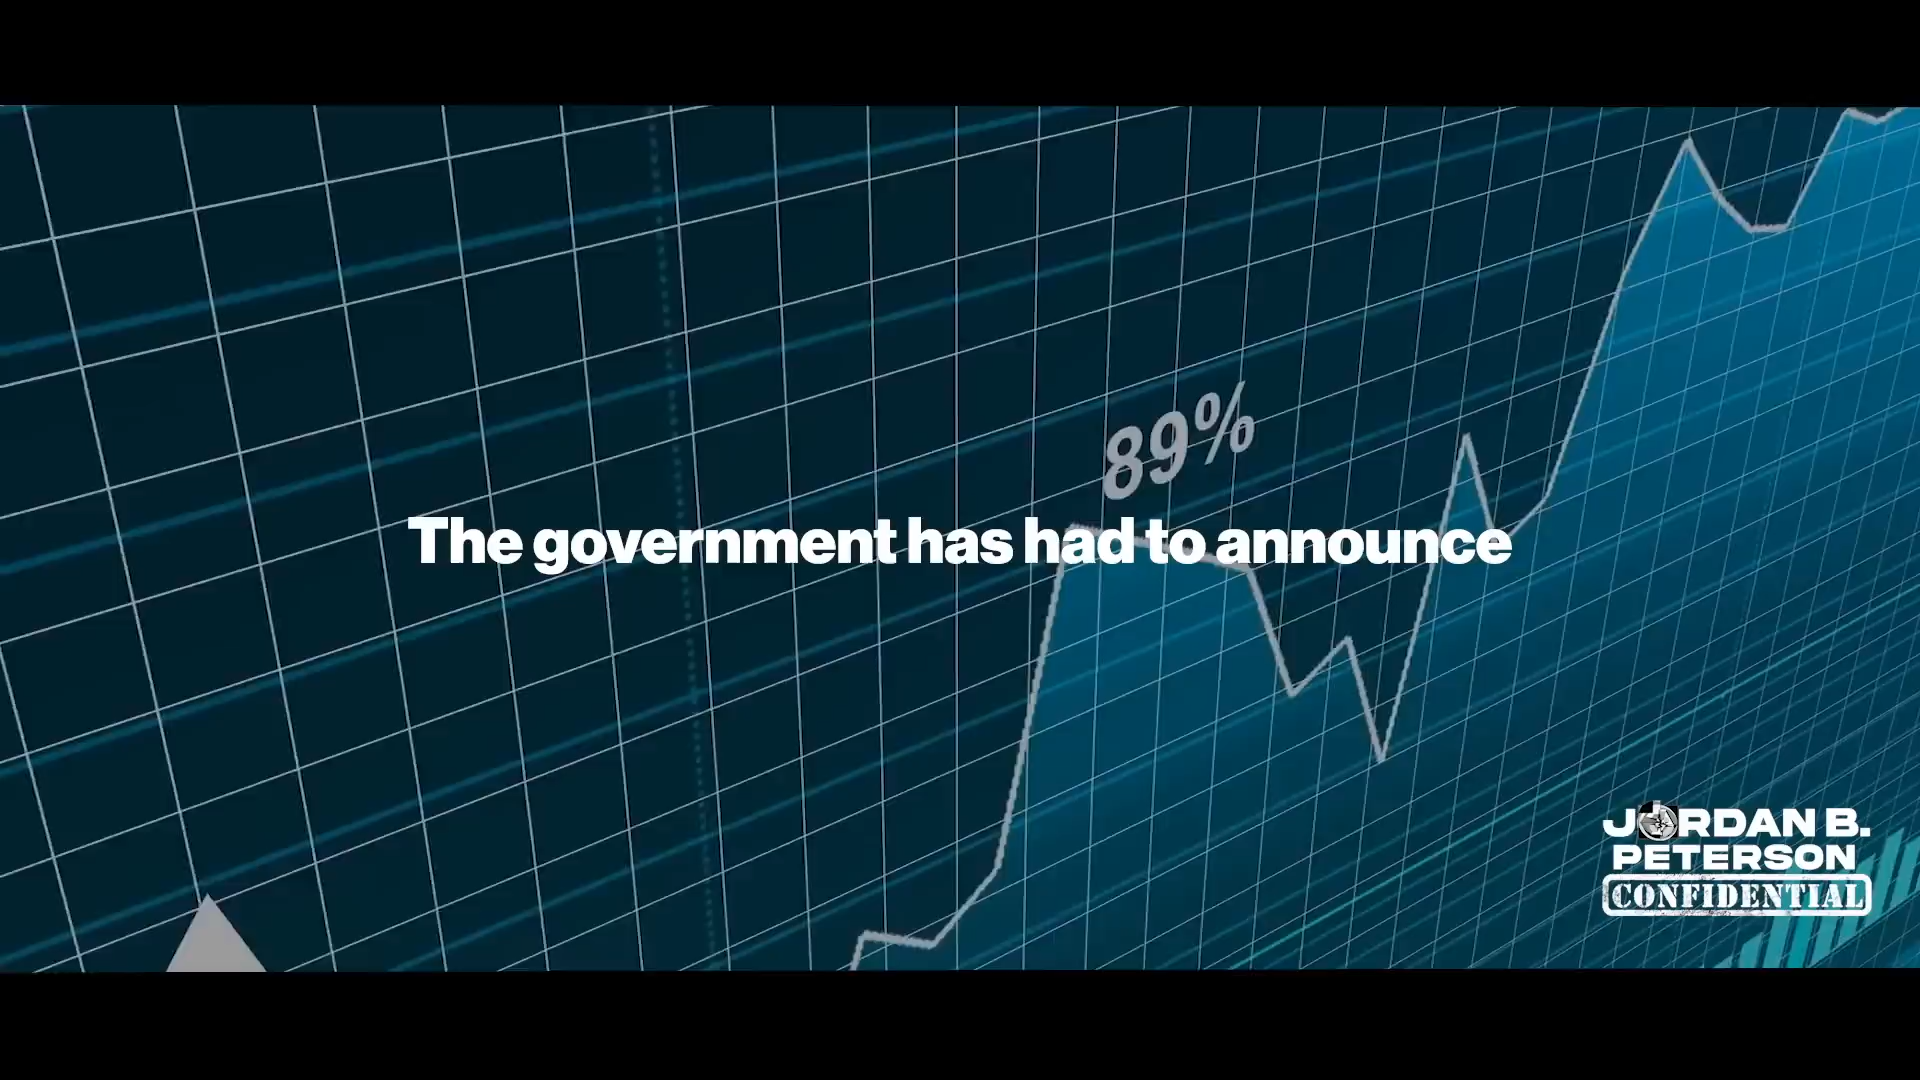 89%
The government has had to announce
JORDAN B.
PETERSON
CONFIDENTIAL